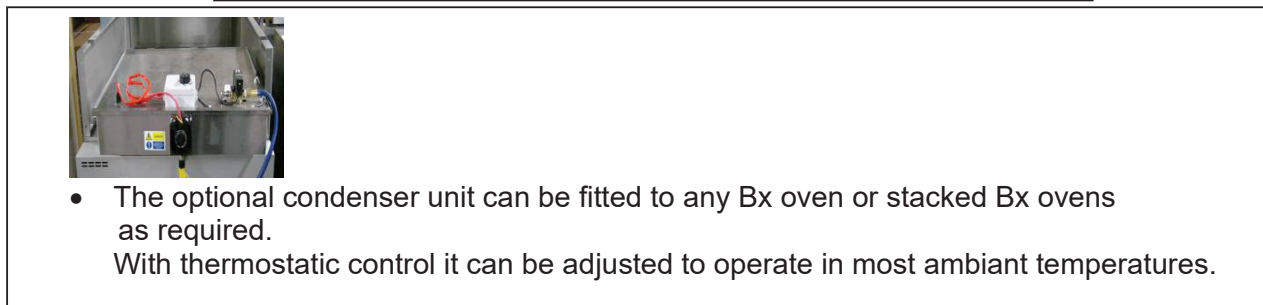 • The optional condenser unit can be fitted to any Bx oven or stacked Bx ovens
as required.
With thermostatic control it can be adjusted to operate in most ambiant temperatures.